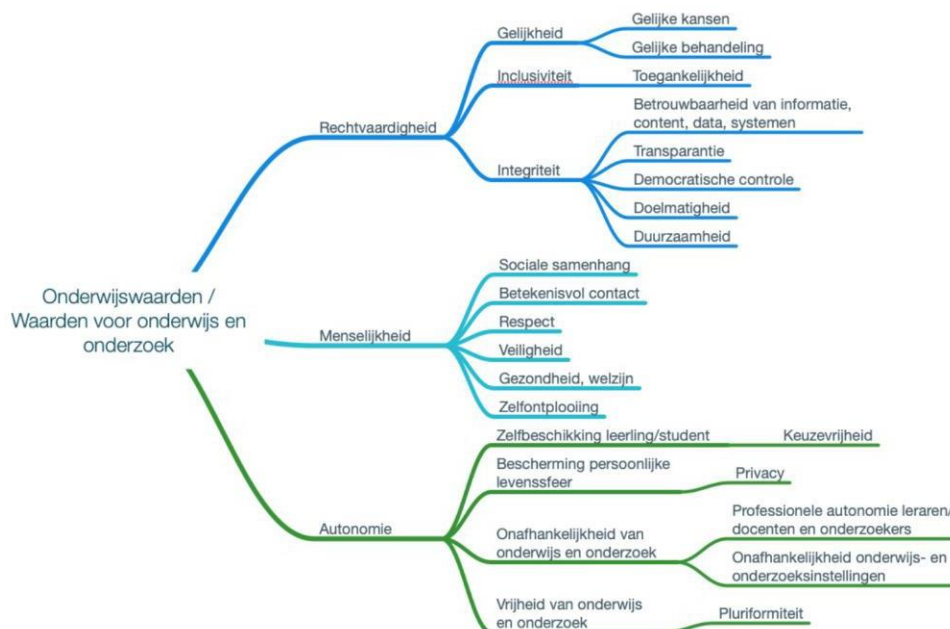 Onderwijswaarden /
Waarden voor onderwijs en
onderzoek
Rechtvaardigheid
Gelijkheid
Gelijke kansen
Gelijke behandeling
Inclusiviteit
Toegankelijkheid
Integriteit
Betrouwbaarheid van informatie,
content, data, systemen
Transparantie
Democratische controle
Doelmatigheid
Duurzaamheid
Menselijkheid
Sociale samenhang
Betekenisvol contact
Respect
Veiligheid
Gezondheid, welzijn
Zelfontplooiing
Autonomie
Zelfbeschikking leerling/student
Keuzevrijheid
Bescherming persoonlijke
levenssfeer
Privacy
Onafhankelijkheid van
onderwijs en onderzoek
Professionele autonomie leraren/
docenten en onderzoekers
Onafhankelijkheid onderwijs- en
onderzoeksinstellingen
Vrijheid van onderwijs
en onderzoek
Pluriformiteit